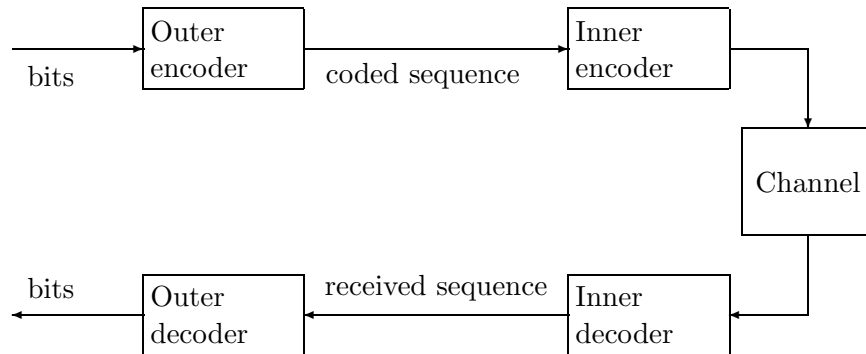 Outer
encoder
Inner
encoder
bits
coded sequence
Channel
bits
received sequence
Outer
decoder
Inner
decoder